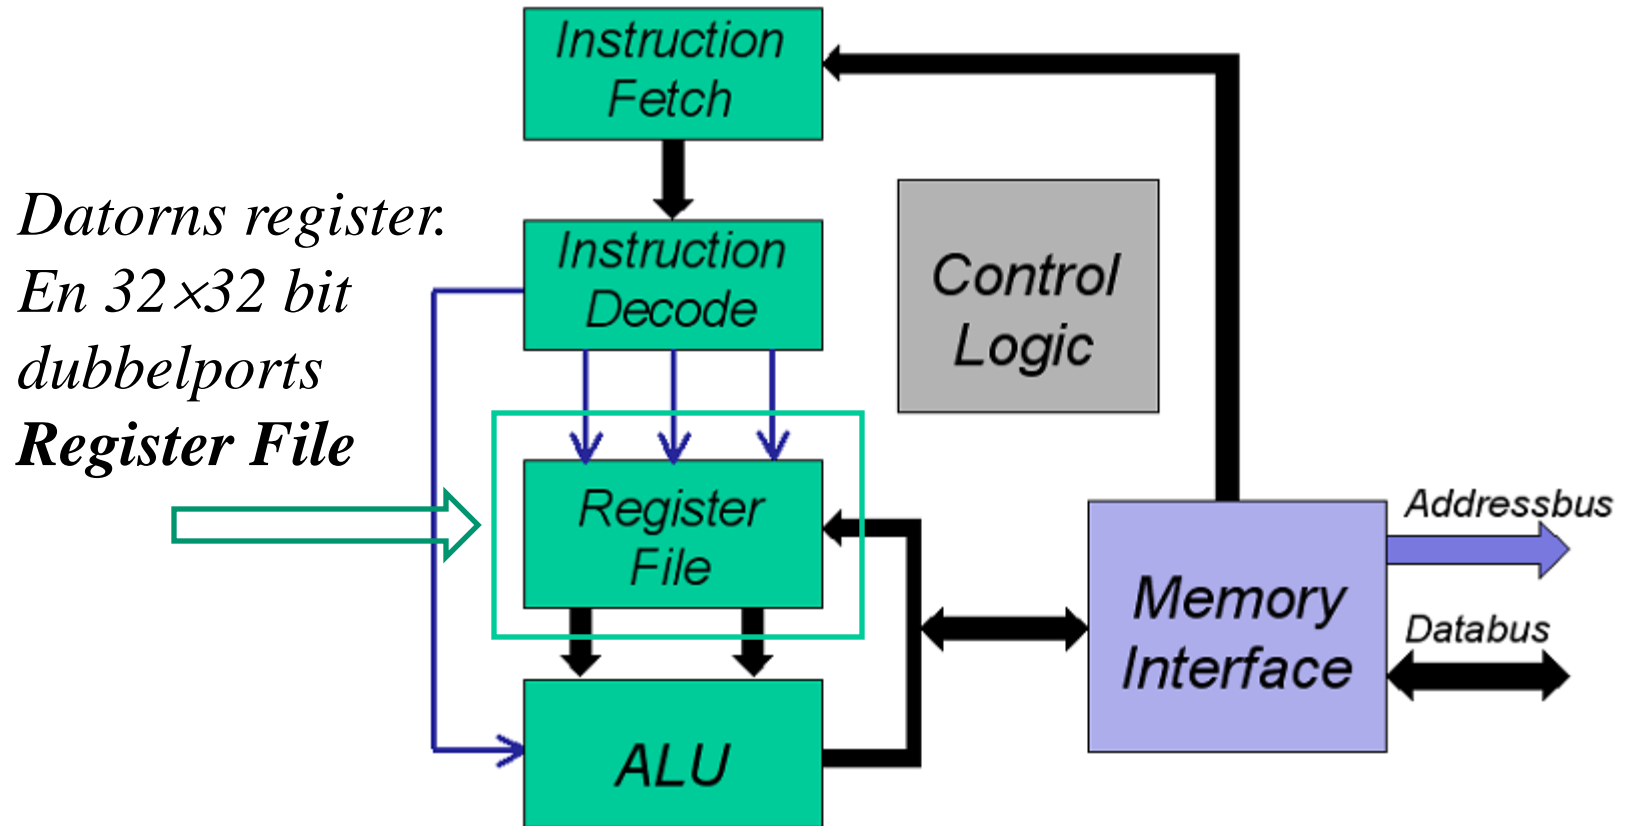 Instruction
Fetch
Datorns register.
En 32×32 bit
dubbelports
Register File
Instruction
Decode
Control
Logic
Register
File
ALU
Memory
Interface
Addressbus
Databus